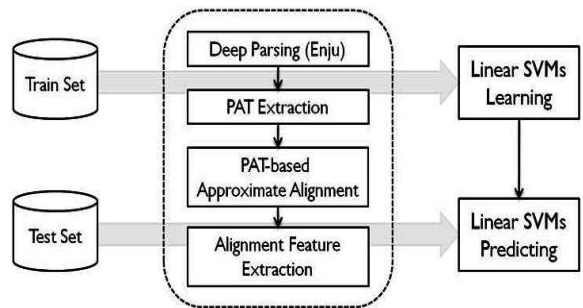 Train Set
Test Set
Deep Parsing (Enju)
PAT Extraction
PAT-based
Approximate Alignment
Alignment Feature
Extraction
Linear SVMs
Learning
Linear SVMs
Predicting